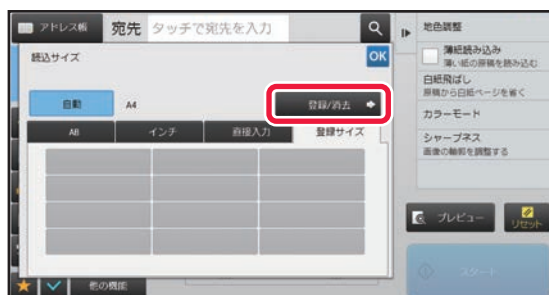 アドレス帳
宛先
タッチで宛先を入力
地色調整
読込サイズ
OK
薄紙読み込み
薄い紙の原稿を読み込む
白紙飛ばし
原稿から白紙ページを省く
自動
A4
登録/消去
カラーモード
AB
インチ
直接入力
登録サイズ
シャープネス
画像の輪郭を調整する
プレビュー
リセット
他の機能
スタート